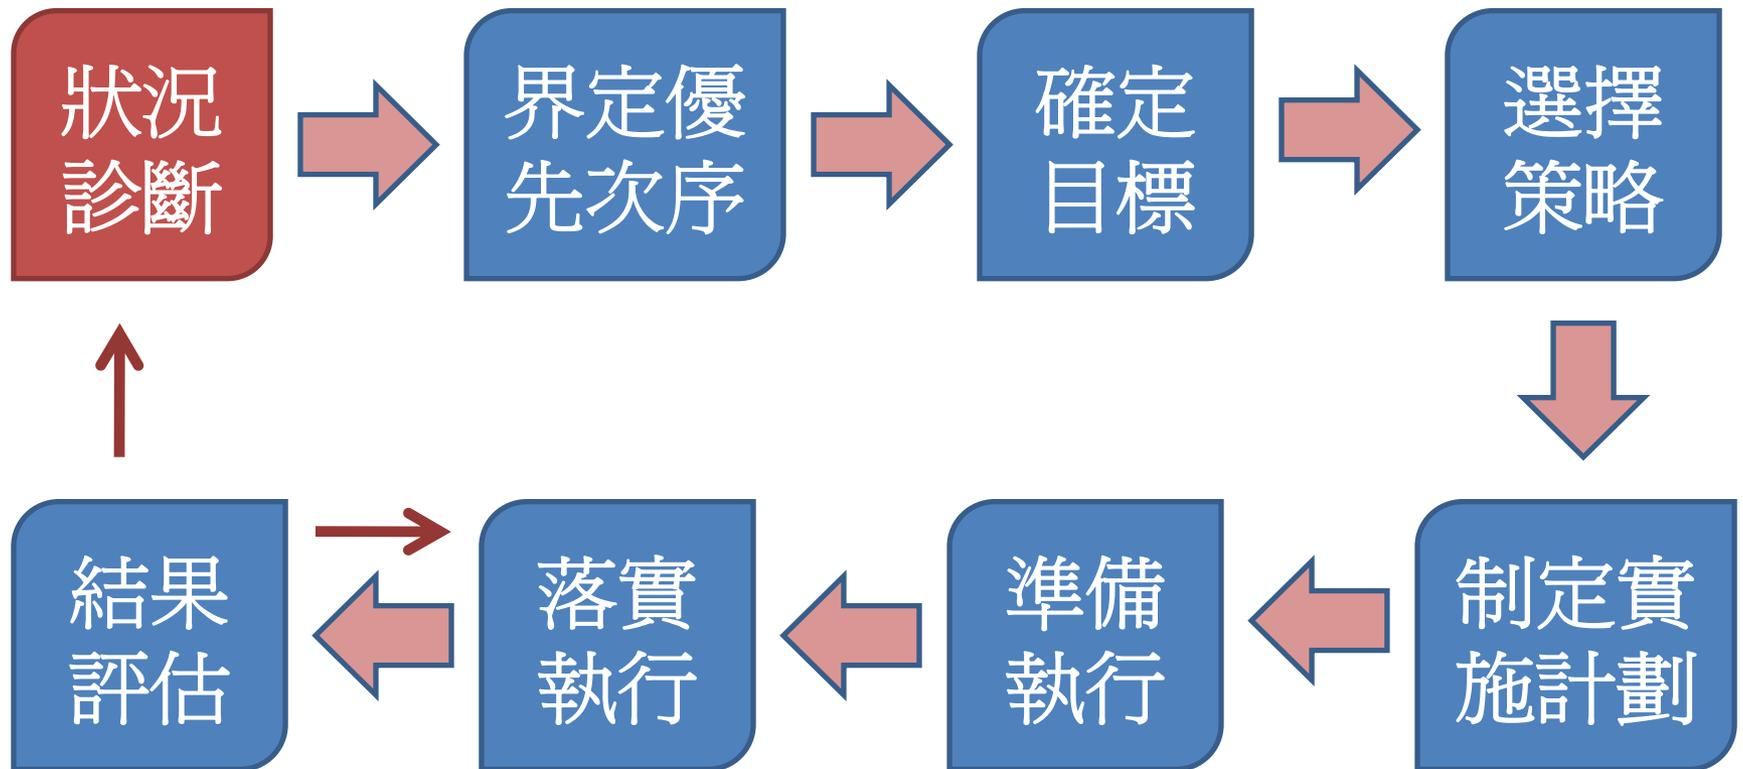 狀況
診斷
界定優
先次序
確定
目標
選擇
策略
制定實
施計劃
準備
執行
落實
執行
結果
評估